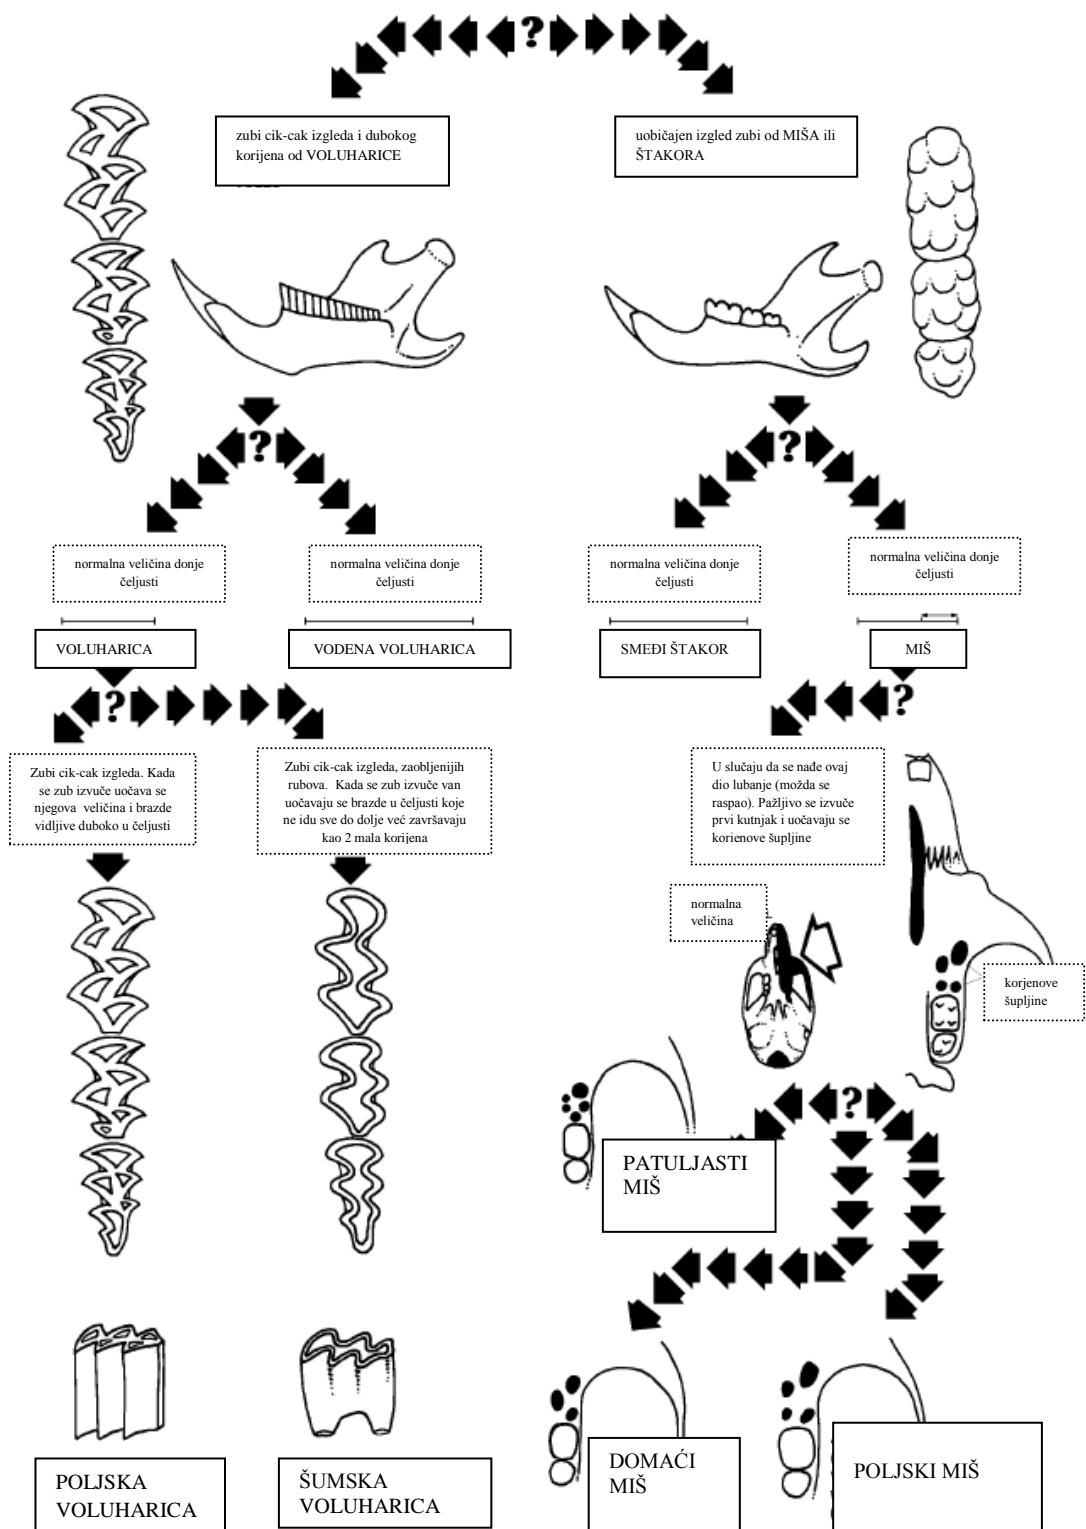 ?
zubi cik-cak izgleda i dubokog
korijena od VOLUHARICE
uobičajen izgled zubi od MIŠA ili
ŠTAKORA
?
?
normalna veličina donje
čeljusti
normalna veličina donje
čeljusti
normalna veličina donje
čeljusti
normalna veličina donje
čeljusti
VOLUHARICA
VODENA VOLUHARICA
SMEĐI ŠTAKOR
MIŠ
?
?
Zubi cik-cak izgleda. Kada
se zub izvuče uočava se
njegova veličina i brazde
vidljive duboko u čeljusti
Zubi cik-cak izgleda, zaobljenijih
rubova. Kada se zub izvuče van
uočavaju se brazde u čeljusti koje
ne idu sve do dolje već završavaju
kao 2 mala korijena
U slučaju da se nađe ovaj
dio lubanje (možda se
raspao). Pažljivo se izvuče
prvi kutnjak i uočavaju se
korienove šupljine
normalna
veličina
korjenove
šupljine
?
PATULJASTI
MIŠ
POLJSKA
VOLUHARICA
ŠUMSKA
VOLUHARICA
DOMAĆI
MIŠ
POLJSKI MIŠ